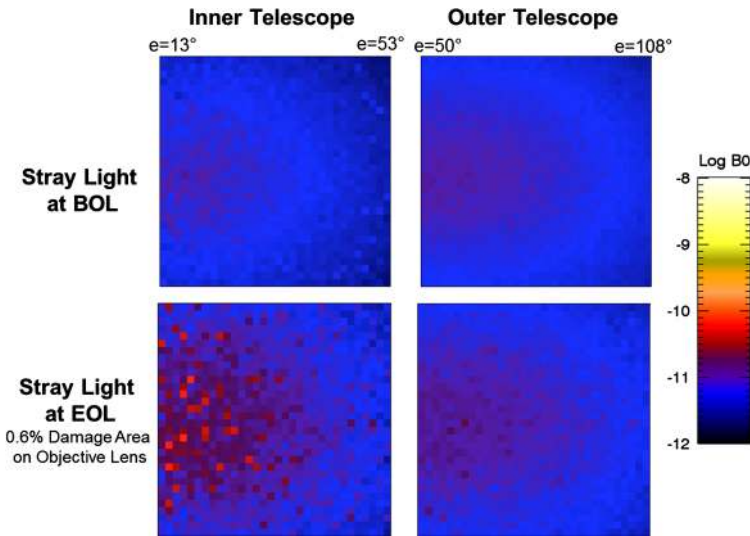 Inner Telescope
Outer Telescope
e=13°
e=53°
e=50°
e=108°
Stray Light
at BOL
Log B0
-8
-9
-10
-11
-12
Stray Light
at EOL
0.6% Damage Area
on Objective Lens